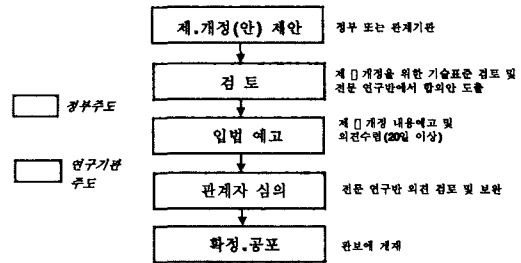 제.개정(안) 제안
정부 또는 관계기관
검 토
제 □ 개정을 위한 기술표준 검토 및
전문 연구반에서 합의안 도출
정부주도
입법 예고
제 □ 개정 내용예고 및
의견수렴(20일 이상)
연구기관
주도
관계자 심의
전문 연구반 의견 검토 및 보완
확정.공포
관보에 게재